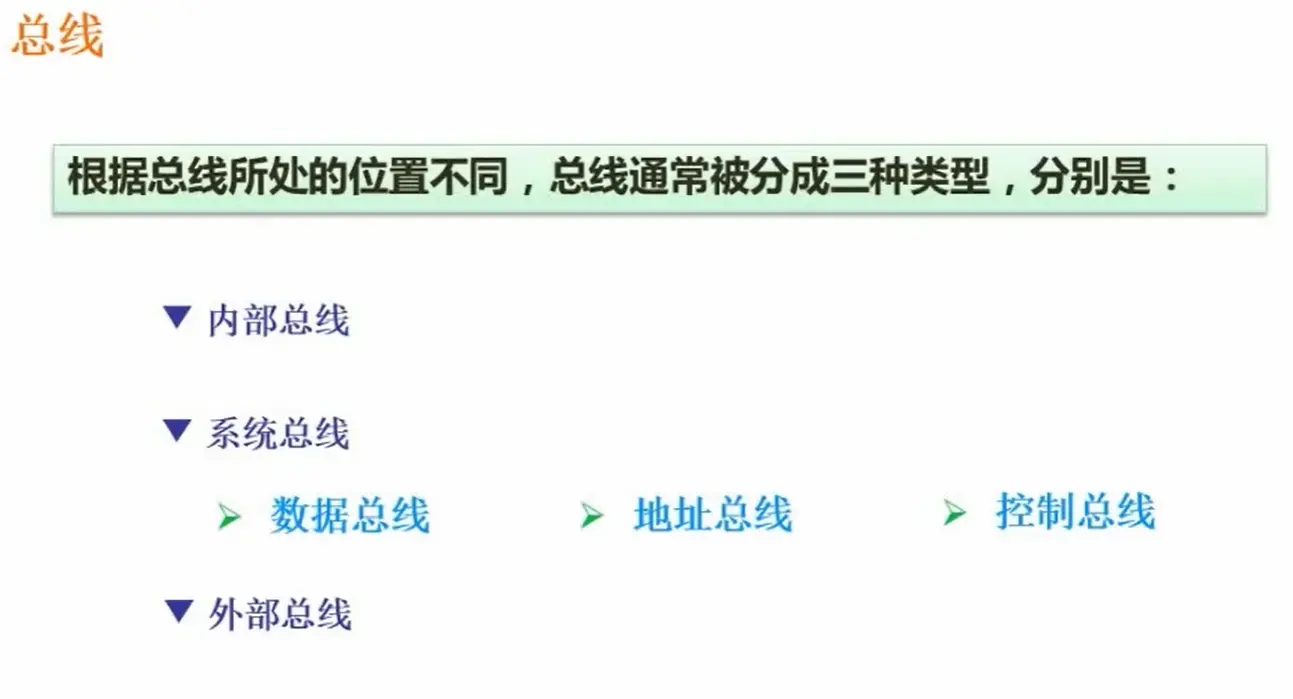 总线
根据总线所处的位置不同，总线通常被分成三种类型，分别是：
内部总线
系统总线
数据总线 地址总线 控制总线
外部总线